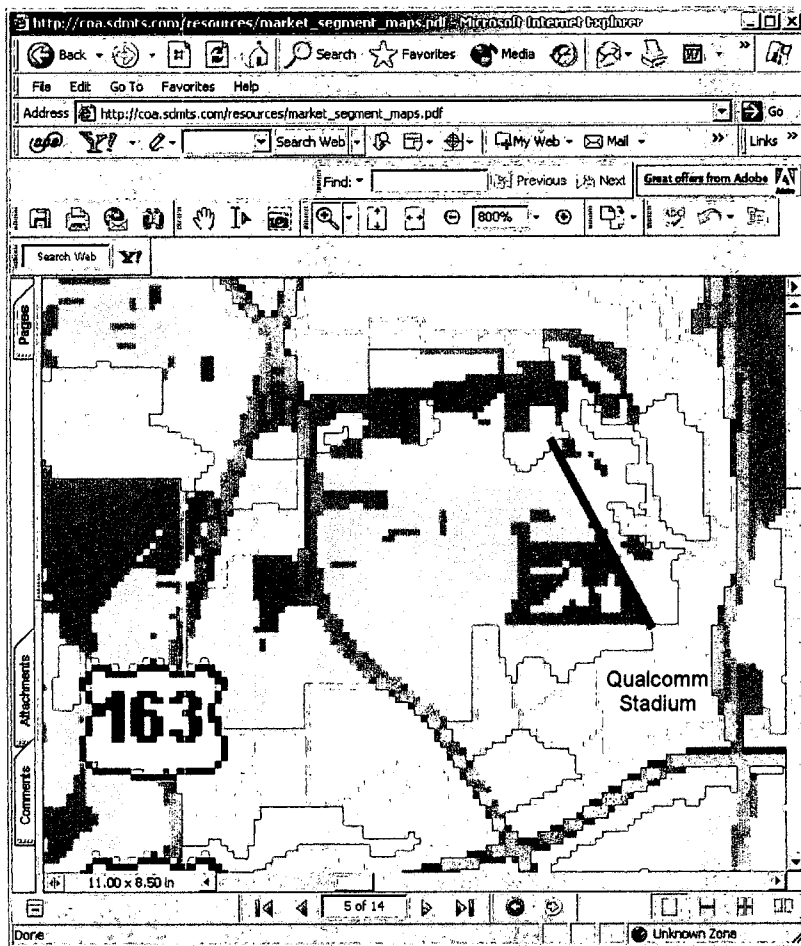 http://coa.sdmts.com/resources/market_segment_maps.pdf - Microsoft Internet Explorer
Back Search Favorites Media
File Edit Go To Favorites Help
Address http://coa.sdmts.com/resources/market_segment_maps.pdf Go
Y! Search Web My Web Mail Links
Find: Previous Next Great offers from Adobe
800%
Search Web Y!
Pages
Attachments
Comments
Qualcomm
Stadium
163
11.00 x 8.50 in
5 of 14
Done Unknown Zone